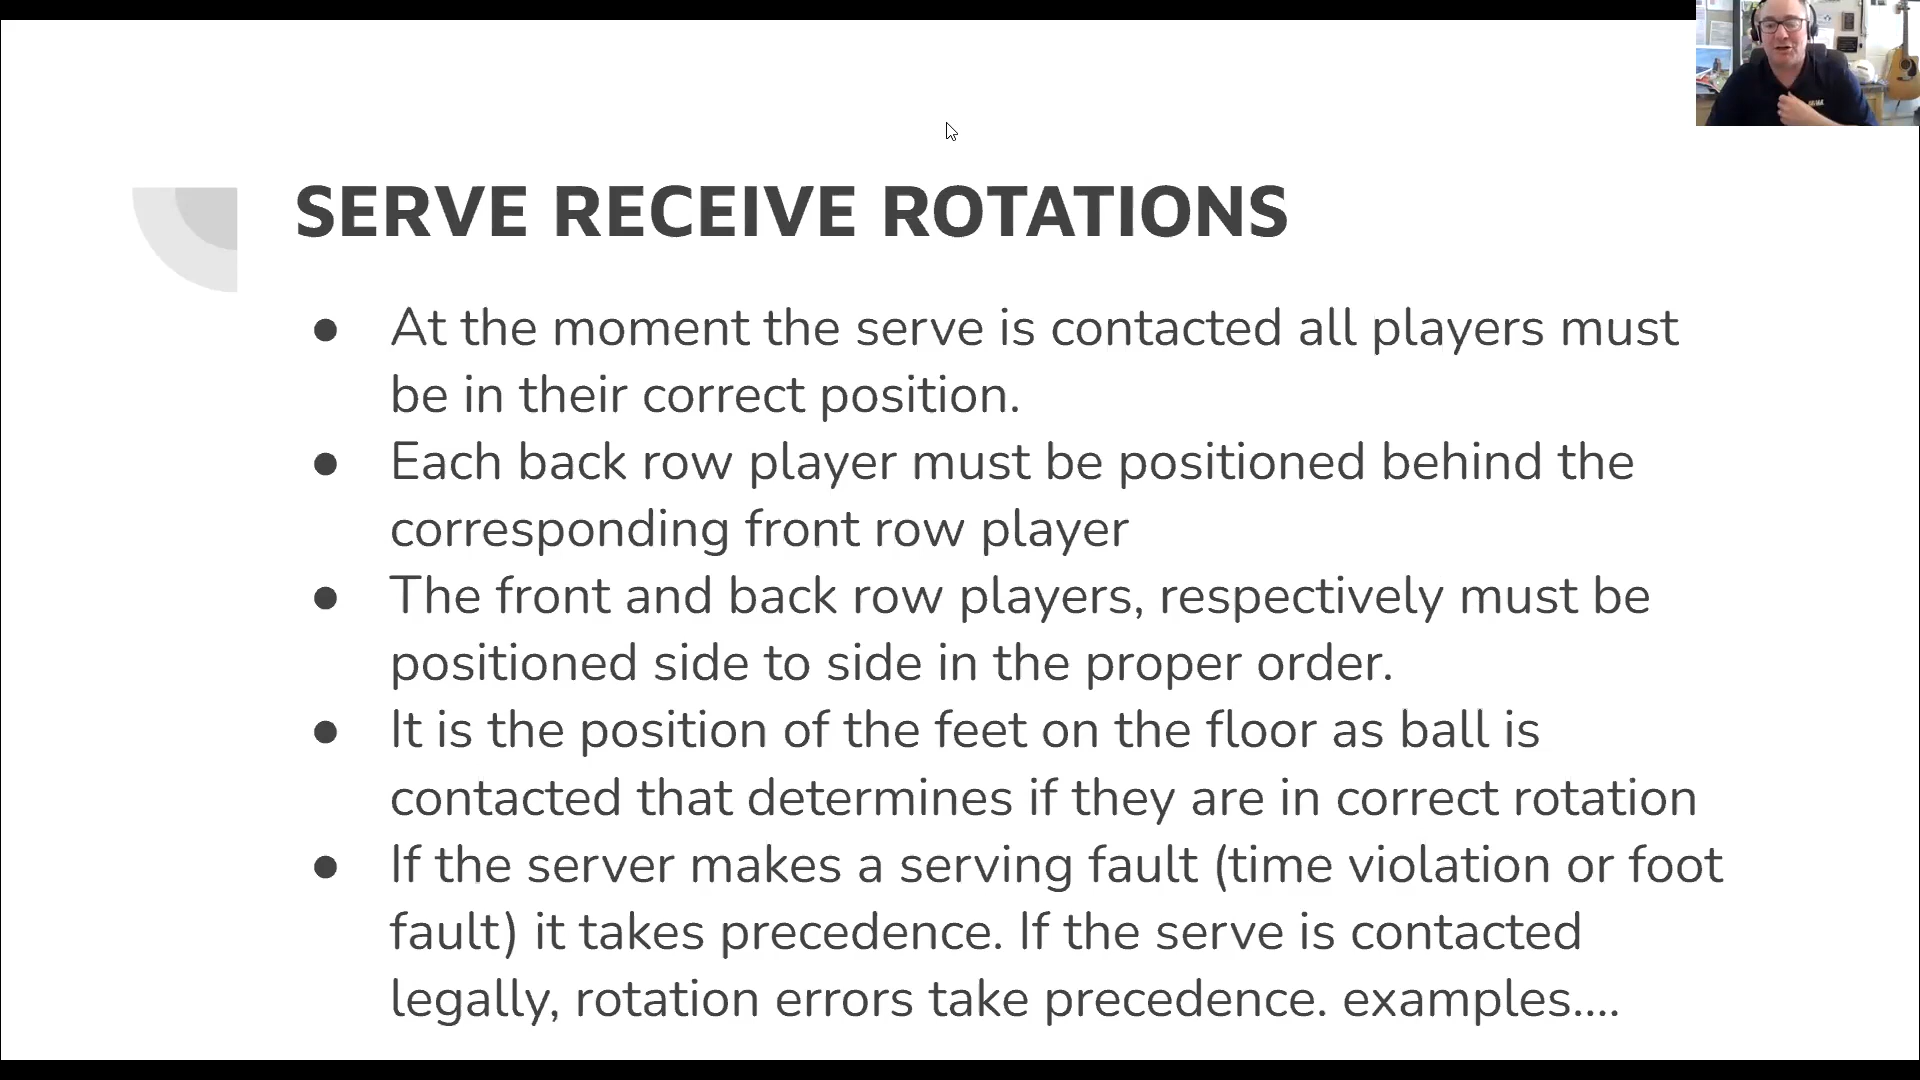 SERVE RECEIVE ROTATIONS
● At the moment the serve is contacted all players must
be in their correct position.
● Each back row player must be positioned behind the
corresponding front row player
● The front and back row players, respectively must be
positioned side to side in the proper order.
● It is the position of the feet on the floor as ball is
contacted that determines if they are in correct rotation
● If the server makes a serving fault (time violation or foot
fault) it takes precedence. If the serve is contacted
legally, rotation errors take precedence. examples....